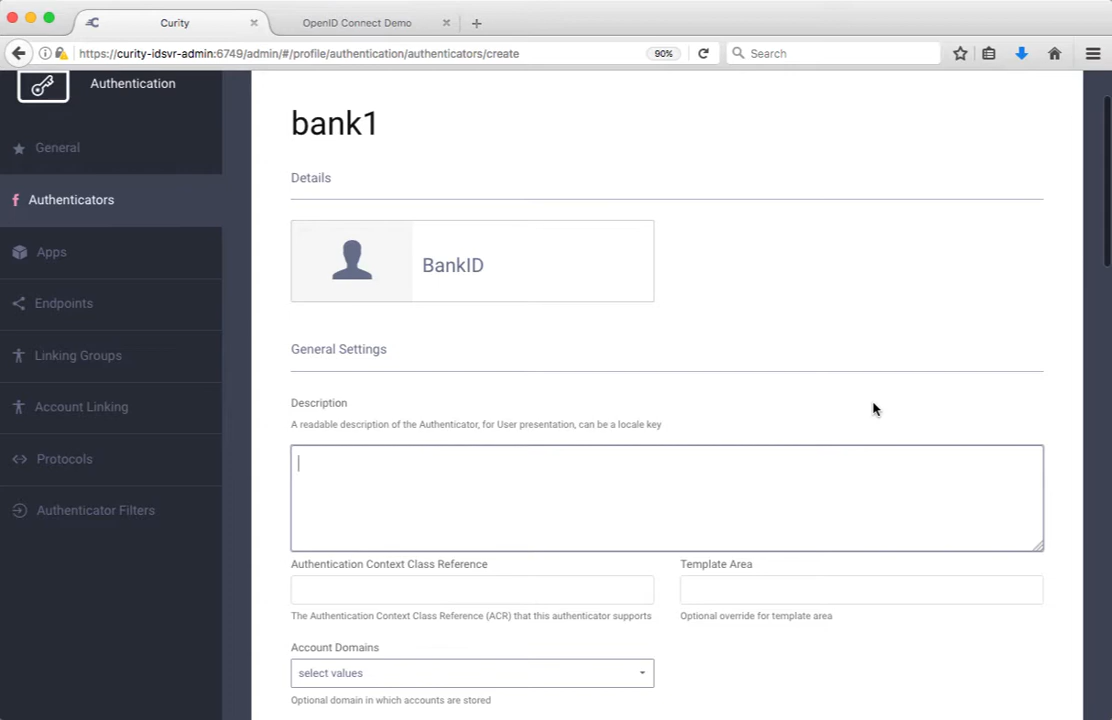 Curity
OpenID Connect Demo
https://curity-idsvr-admin:6749/admin/#/profile/authentication/authenticators/create
90%
Search
Authentication
General
Authenticators
Apps
Endpoints
Linking Groups
Account Linking
Protocols
Authenticator Filters
bank1
Details
BankID
General Settings
Description
A readable description of the Authenticator, for User presentation, can be a locale key
Authentication Context Class Reference
Template Area
The Authentication Context Class Reference (ACR) that this authenticator supports
Optional override for template area
Account Domains
select values
Optional domain in which accounts are stored